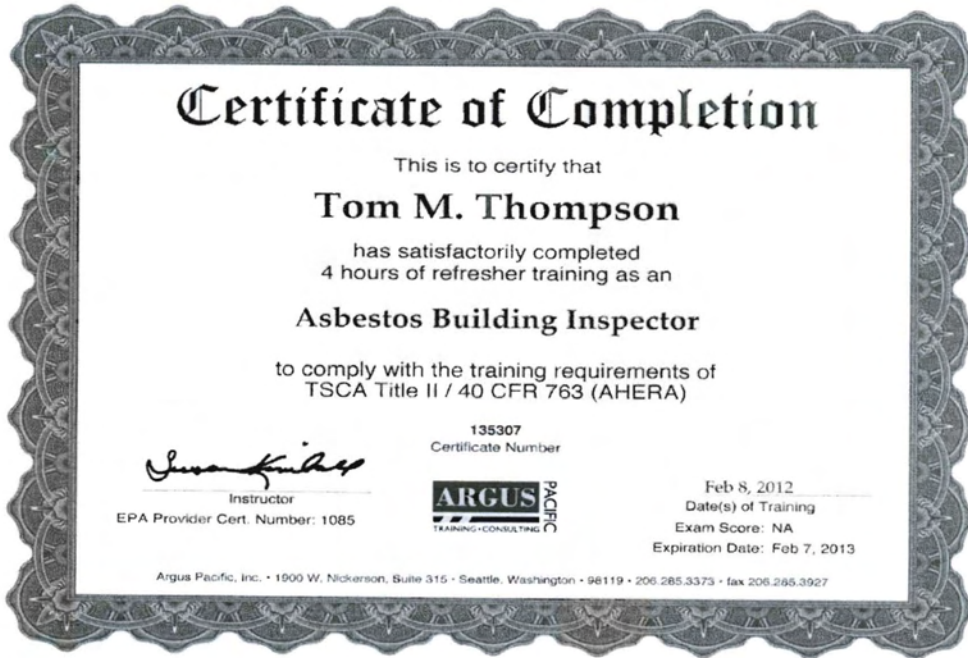 Certificate of Completion
This is to certify that
Tom M. Thompson
has satisfactorily completed
4 hours of refresher training as an
Asbestos Building Inspector
to comply with the training requirements of
TSCA Title II / 40 CFR 763 (AHERA)
135307
Certificate Number
Instructor
EPA Provider Cert. Number: 1085
ARGUS
PACIFIC
TRAINING • CONSULTING
Feb 8, 2012
Date(s) of Training
Exam Score: NA
Expiration Date: Feb 7, 2013
Argus Pacific, Inc. • 1900 W. Nickerson, Suite 315 • Seattle, Washington • 98119 • 206.285.3373 • fax 206.285.3927